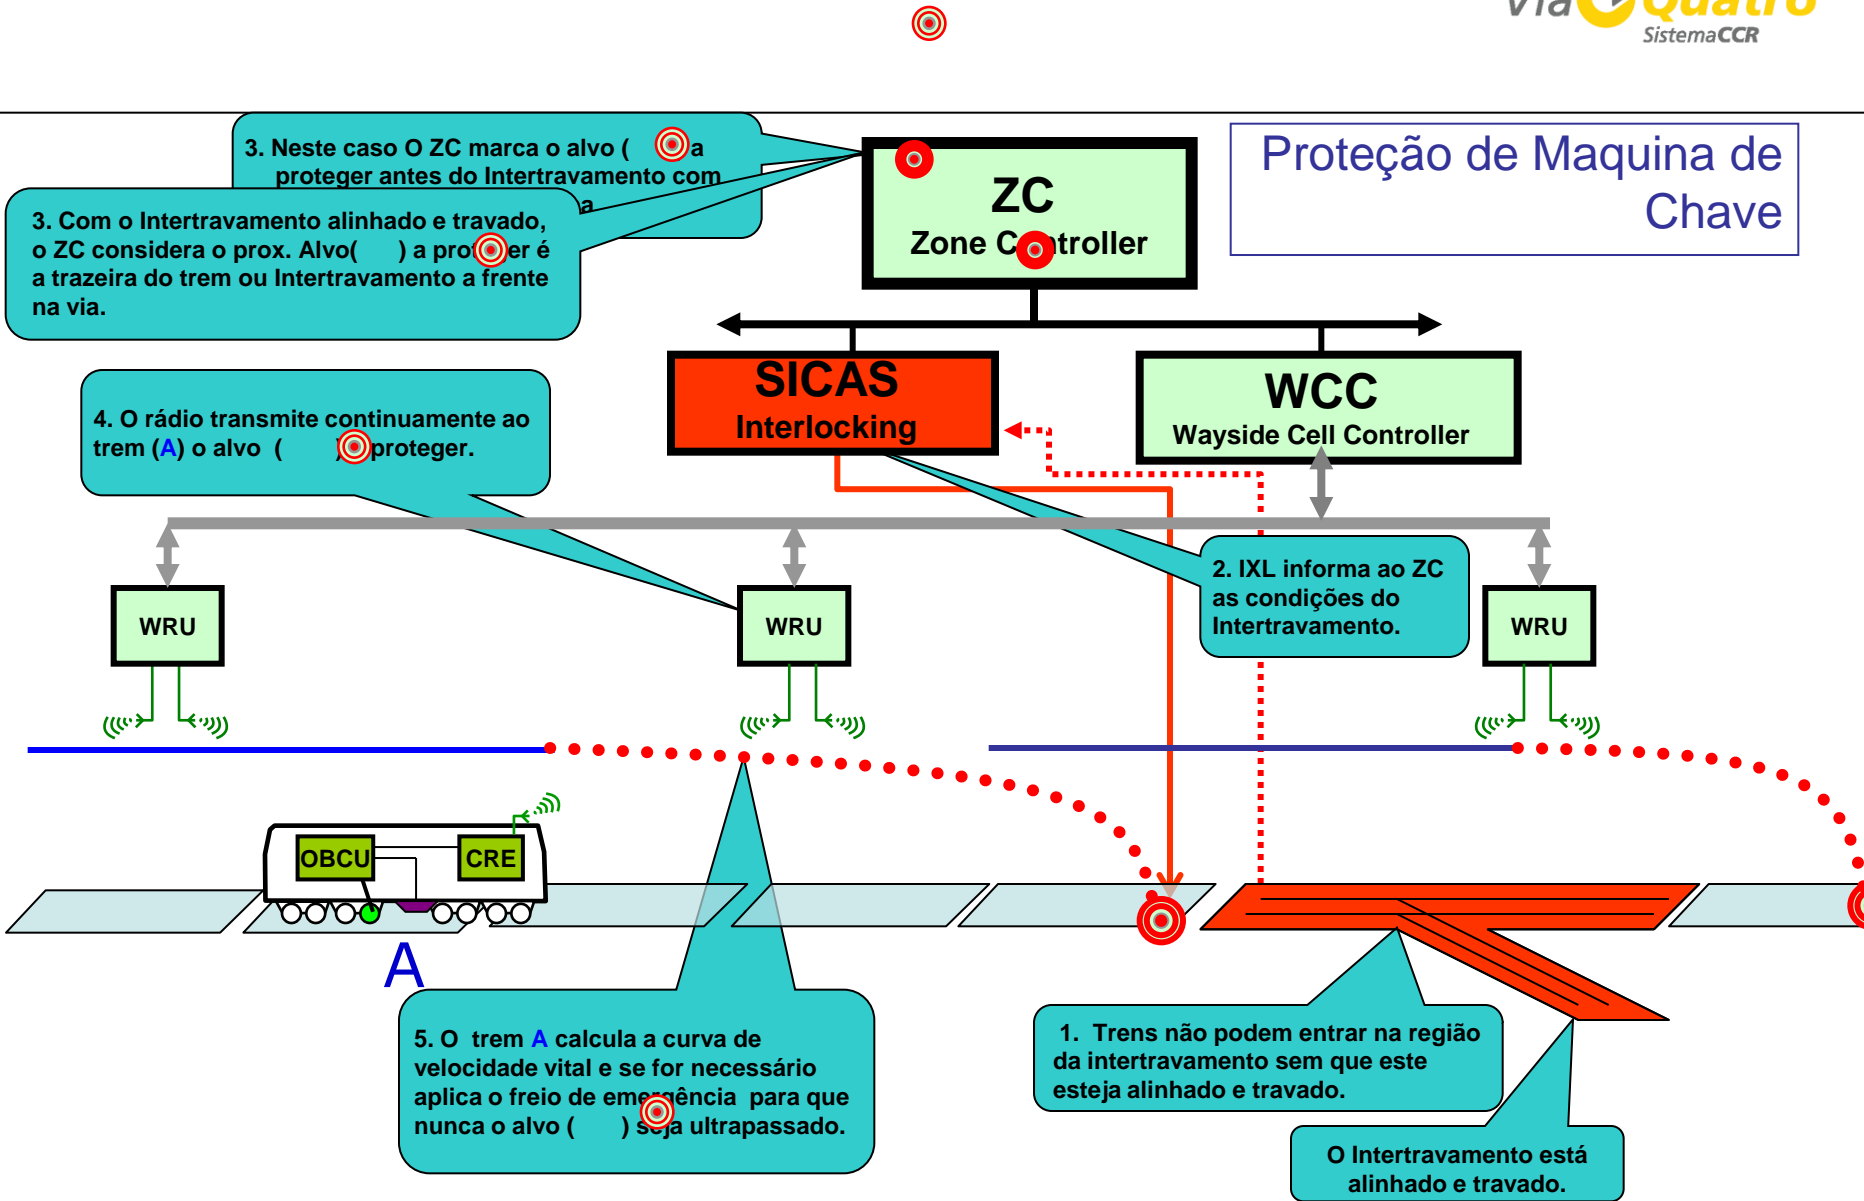 Via Quatro
SistemaCCR
Proteção de Maquina de
Chave
3. Neste caso O ZC marca o alvo ( a
proteger antes do Intertravamento com
a
3. Com o Intertravamento alinhado e travado,
o ZC considera o prox. Alvo( ) a proteger é
a trazeira do trem ou Intertravamento a frente
na via.
ZC
Zone Controller
SICAS
Interlocking
WCC
Wayside Cell Controller
4. O rádio transmite continuamente ao
trem (A) o alvo ( ) proteger.
2. IXL informa ao ZC
as condições do
Intertravamento.
WRU
WRU
WRU
OBCU
CRE
A
5. O trem A calcula a curva de
velocidade vital e se for necessário
aplica o freio de emergência para que
nunca o alvo ( ) seja ultrapassado.
1. Trens não podem entrar na região
da intertravamento sem que este
esteja alinhado e travado.
O Intertravamento está
alinhado e travado.